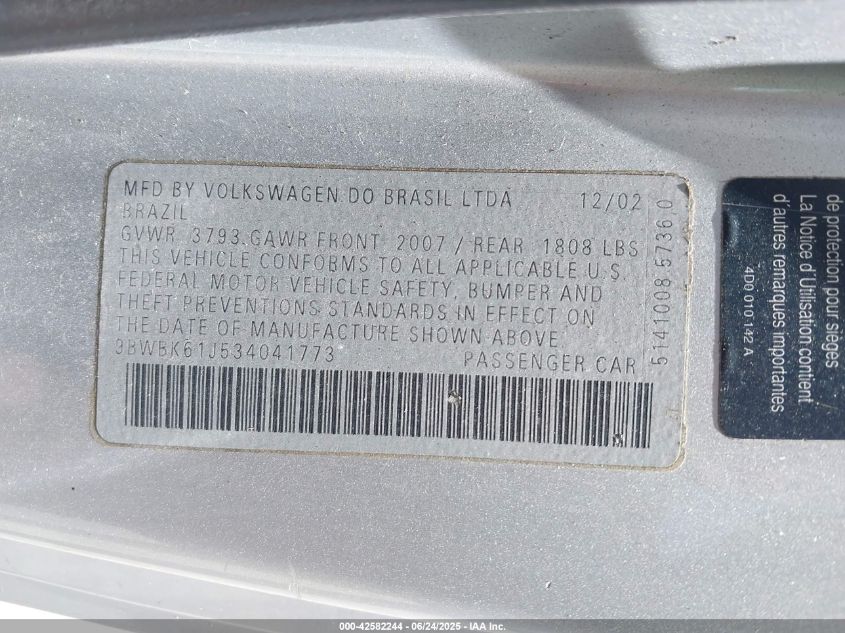 MFD BY VOLKSWAGEN DO BRASIL LTDA 12/02
BRAZIL
GVWR 3793 GAWR FRONT 2007 / REAR 1808 LBS
THIS VEHICLE CONFORMS TO ALL APPLICABLE U.S.
FEDERAL MOTOR VEHICLE SAFETY, BUMPER AND
THEFT PREVENTIONS STANDARDS IN EFFECT ON
THE DATE OF MANUFACTURE SHOWN ABOVE.
9BWBK61J534041773 PASSENGER CAR
5141008 5736 0
de protection pour sièges
La Notice d'Utilisation content
d'autres remarques importantes
4D0 010 142 A
000-42582244 - 06/24/2025 - IAA Inc.